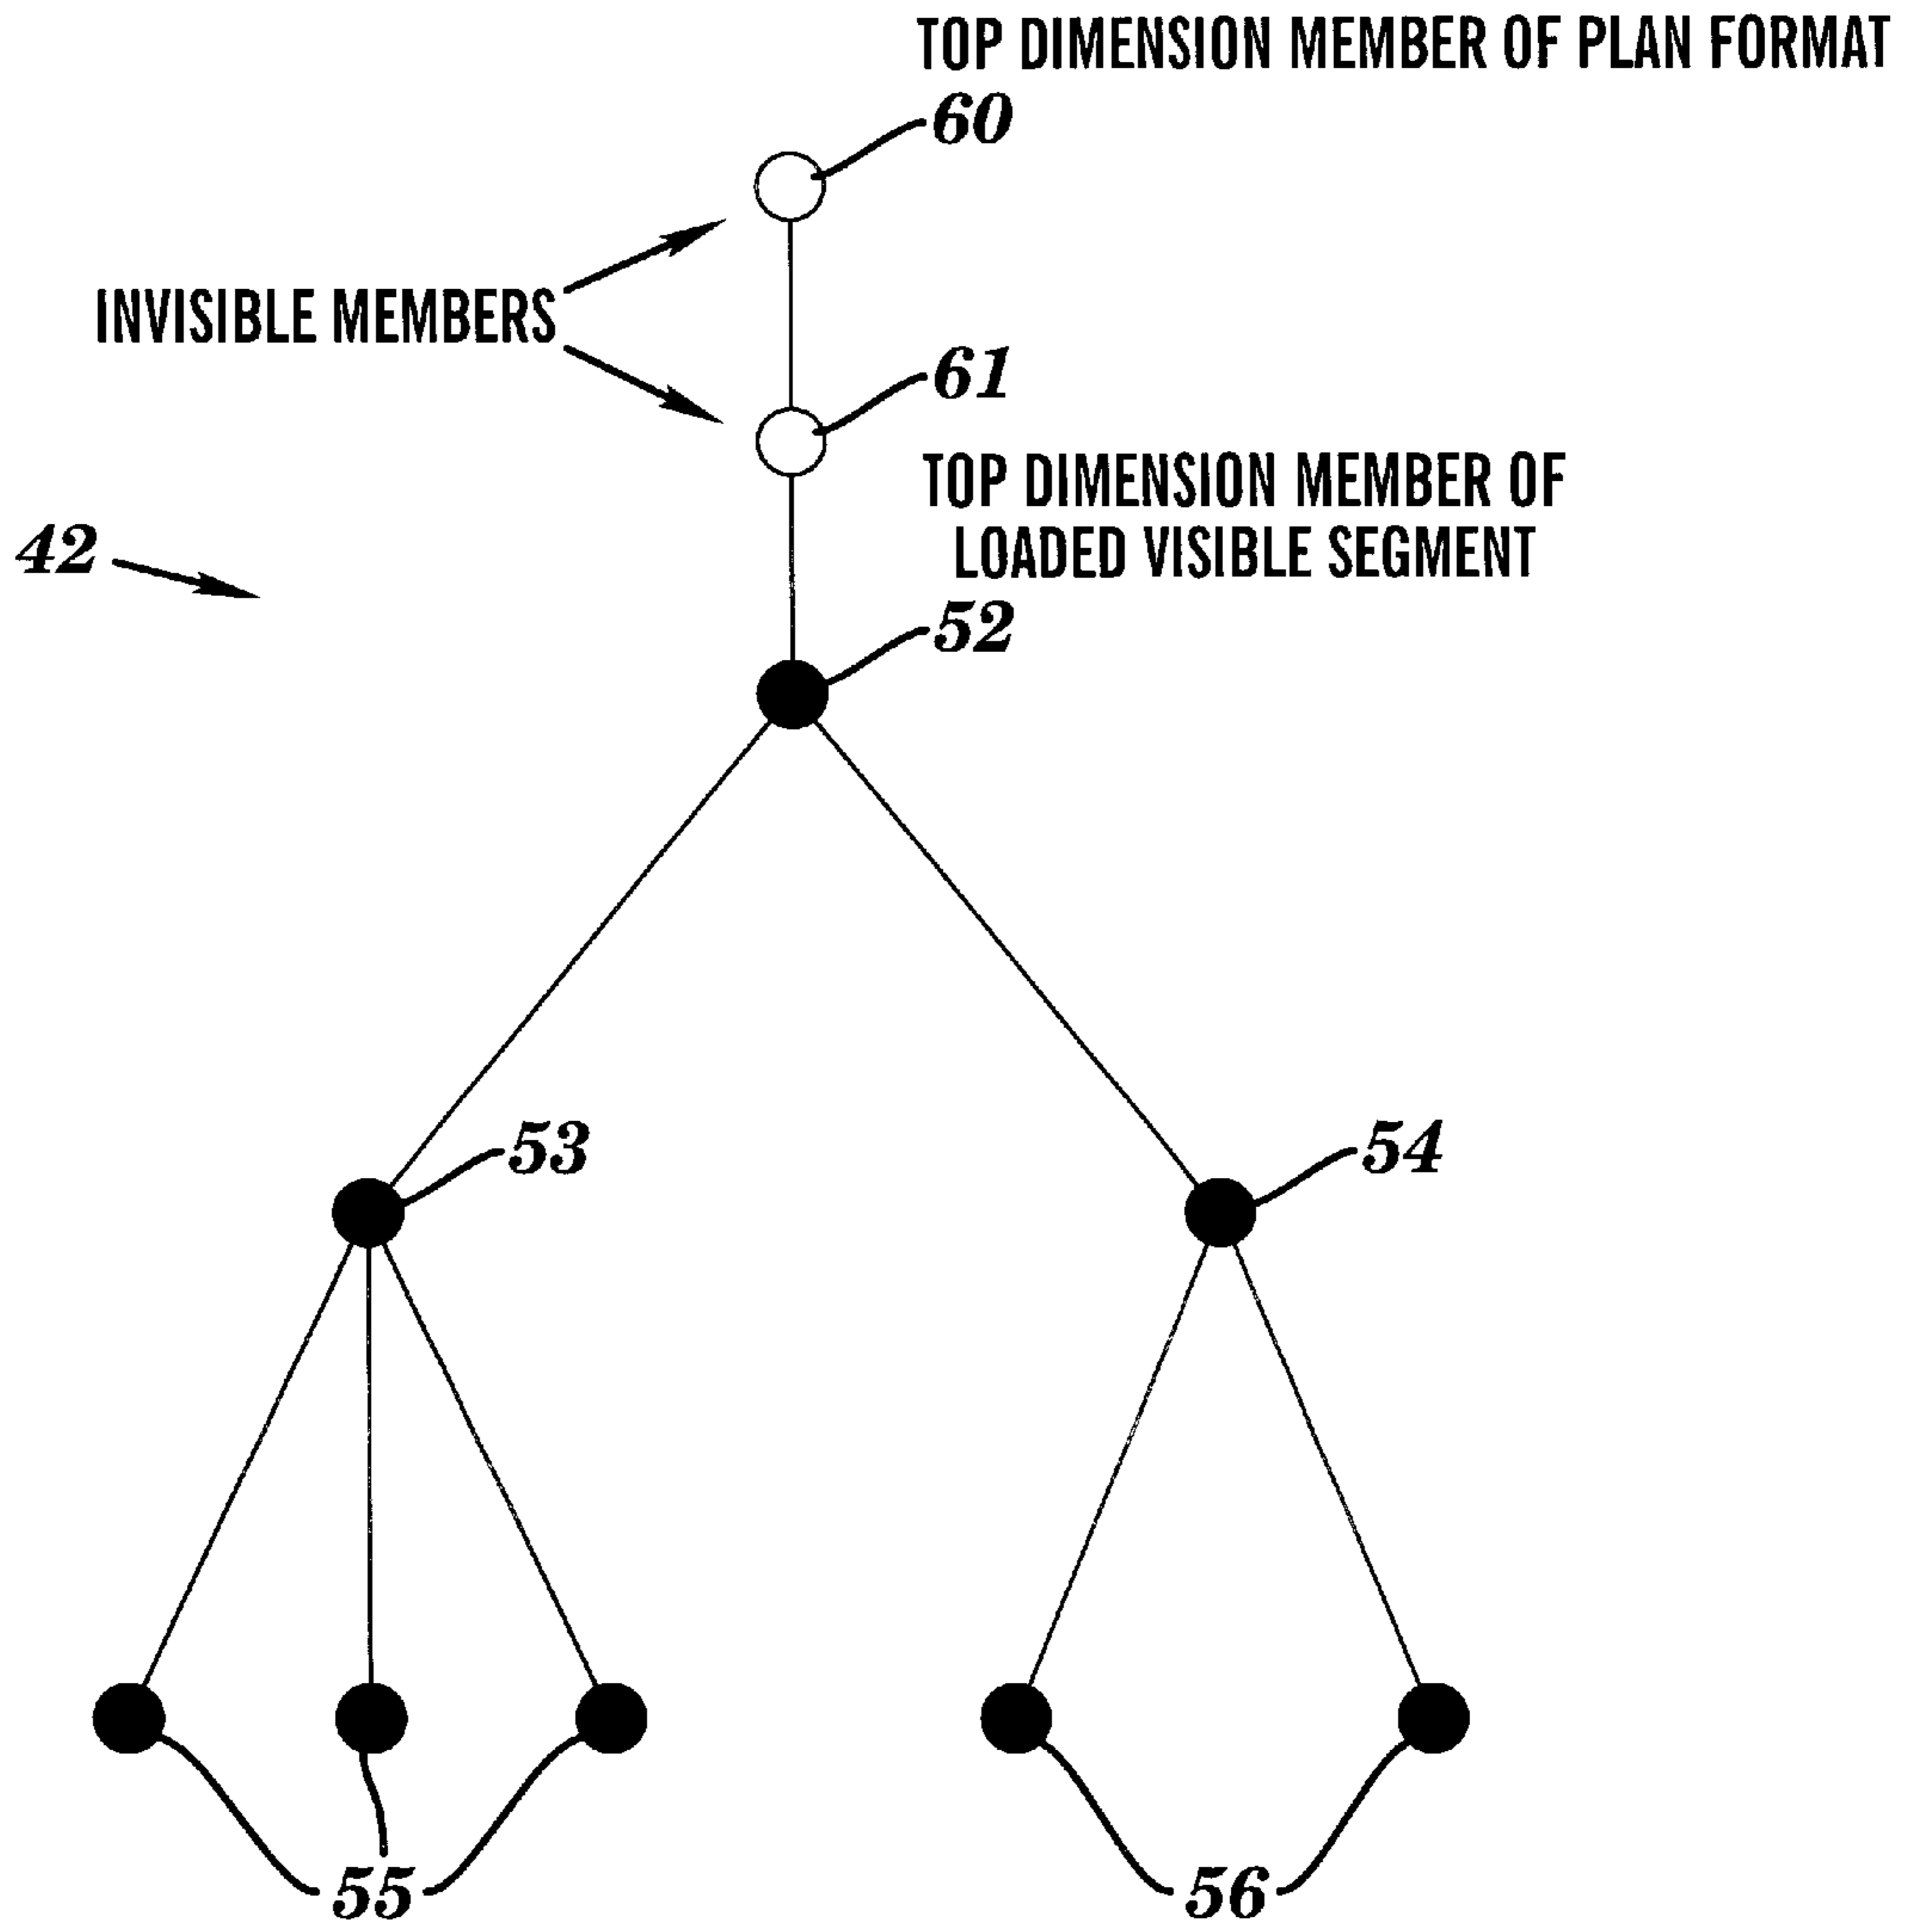 TOP DIMENSION MEMBER OF PLAN FORMAT
60
INVISIBLE MEMBERS
61
TOP DIMENSION MEMBER OF
LOADED VISIBLE SEGMENT
42
52
53
54
55
56